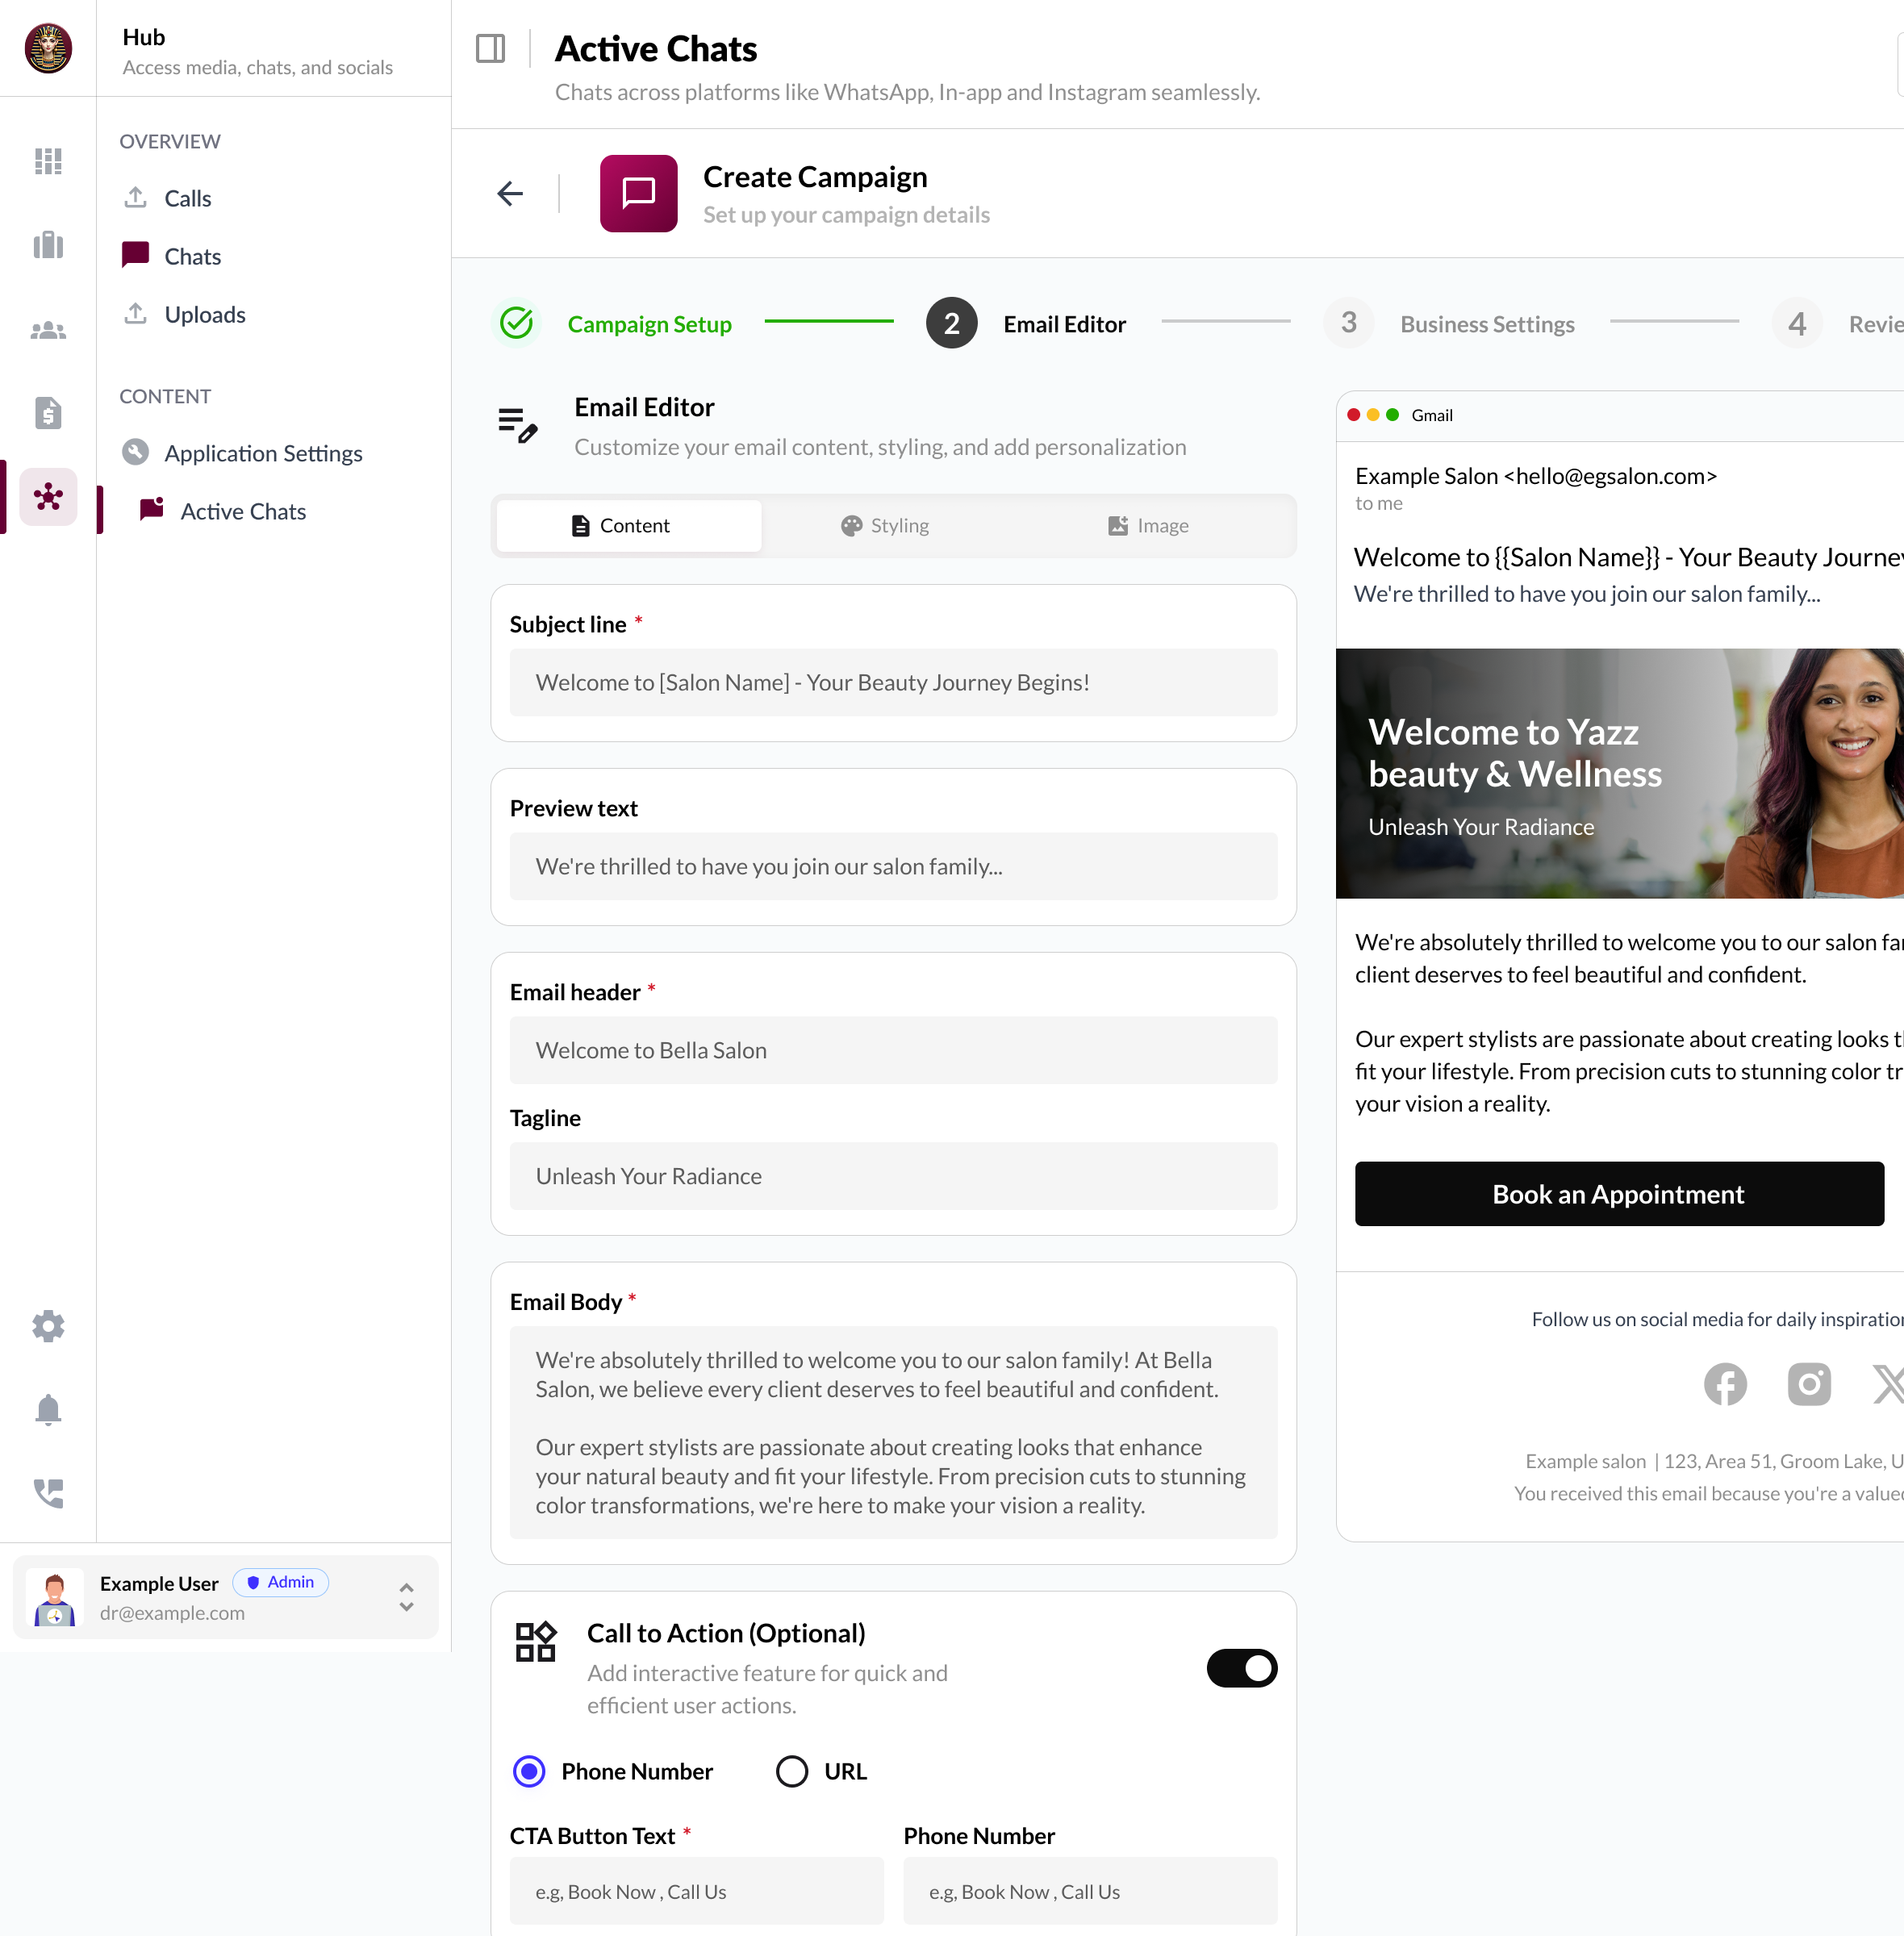 Hub
Access media, chats, and socials
OVERVIEW
Calls
Chats
Uploads
CONTENT
Application Settings
Active Chats
Example User
Admin
dr@example.com
Active Chats
Chats across platforms like WhatsApp, In-app and Instagram seamlessly.
Create Campaign
Set up your campaign details
Campaign Setup
2
Email Editor
3
Business Settings
4
Email Editor
Customize your email content, styling, and add personalization
Content
Styling
Image
Subject line *
Welcome to [Salon Name] - Your Beauty Journey Begins!
Preview text
We're thrilled to have you join our salon family...
Email header *
Welcome to Bella Salon
Tagline
Unleash Your Radiance
Email Body *
We're absolutely thrilled to welcome you to our salon family! At Bella
Salon, we believe every client deserves to feel beautiful and confident.
Our expert stylists are passionate about creating looks that enhance
your natural beauty and fit your lifestyle. From precision cuts to stunning
color transformations, we're here to make your vision a reality.
Call to Action (Optional)
Add interactive feature for quick and
efficient user actions.
Phone Number
URL
CTA Button Text *
e.g, Book Now , Call Us
Phone Number
e.g, Book Now , Call Us
Gmail
Example Salon <hello@egsalon.com>
to me
Welcome to {{Salon Name}} - Your Beauty Journey
We're thrilled to have you join our salon family...
Welcome to Yazz
beauty & Wellness
Unleash Your Radiance
We're absolutely thrilled to welcome you to our salon
client deserves to feel beautiful and confident.
Our expert stylists are passionate about creating looks
fit your lifestyle. From precision cuts to stunning color
your vision a reality.
Book an Appointment
Follow us on social media for daily inspiration
Example salon | 123, Area 51, Groom Lake,
You received this email because you're a valued